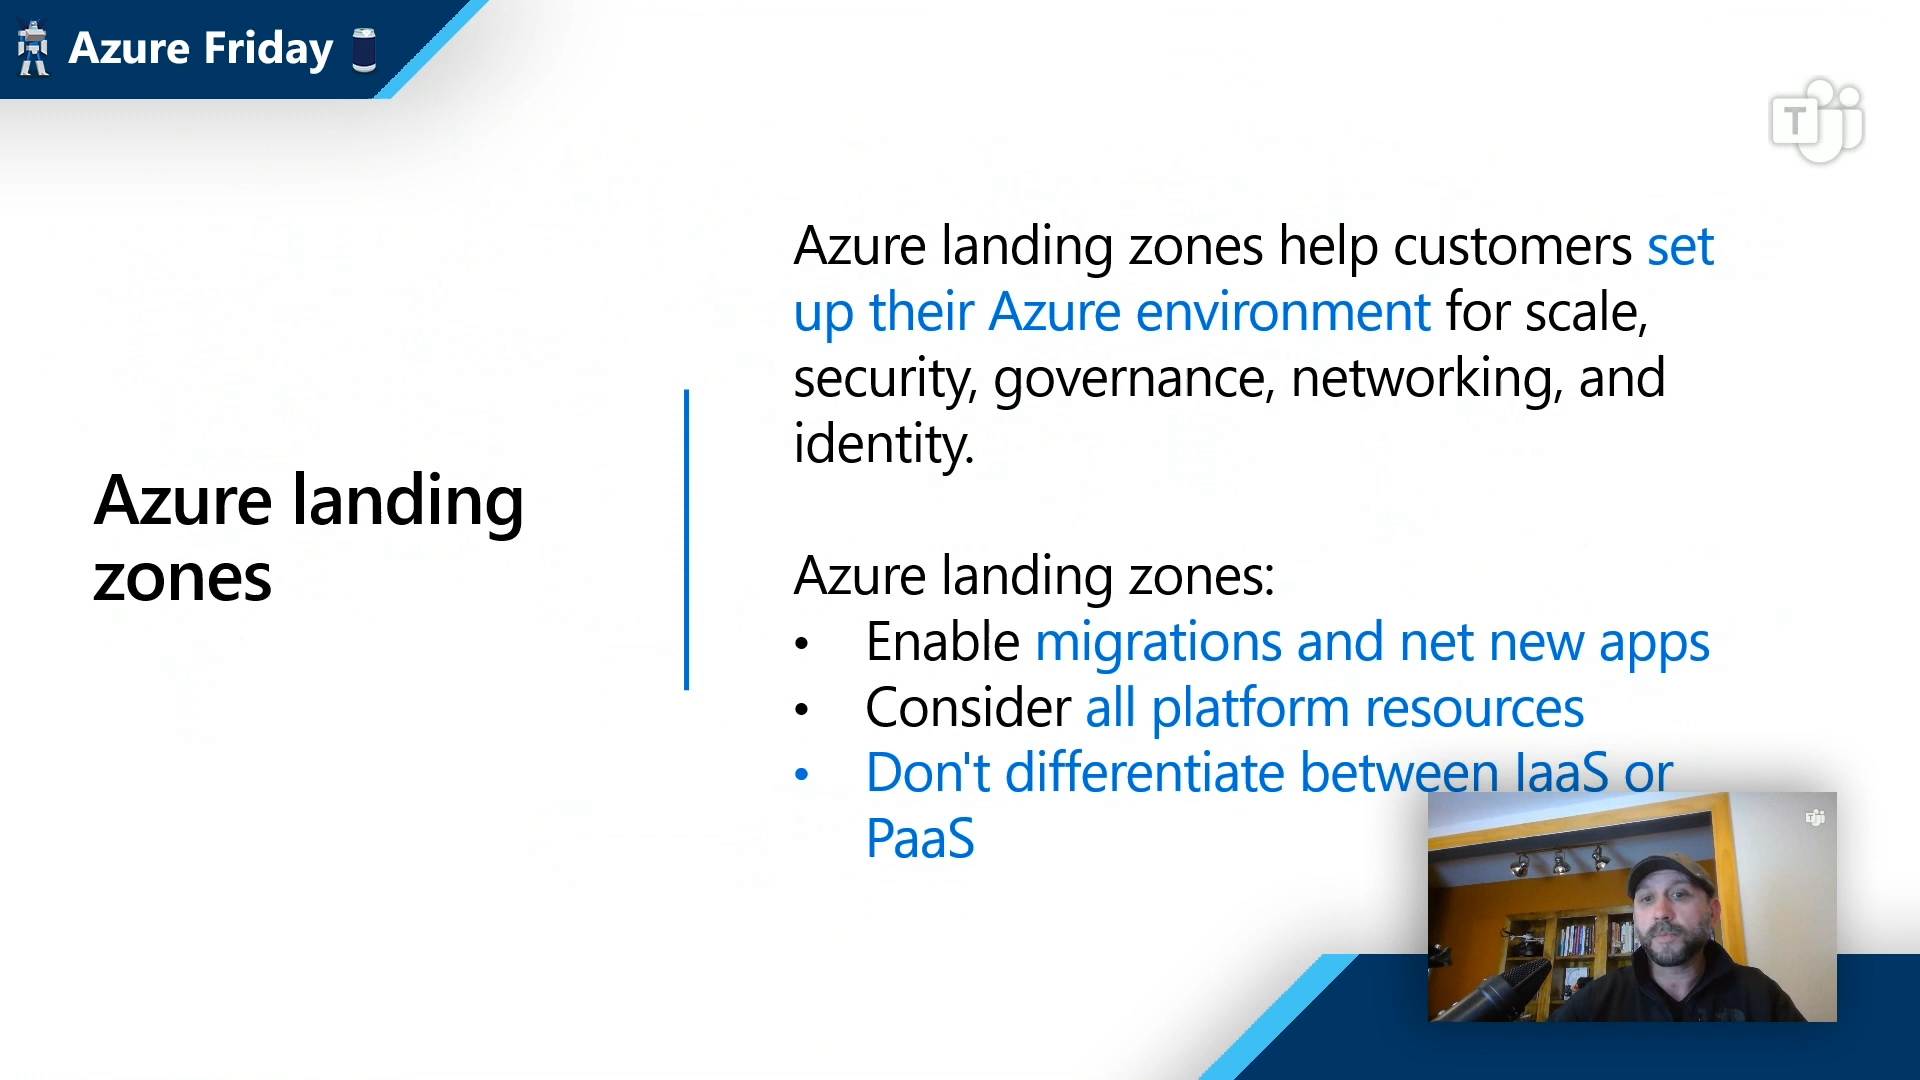 Azure Friday
T
Azure landing zones help customers set
up their Azure environment for scale,
security, governance, networking, and
identity.
Azure landing
zones
Azure landing zones:
• Enable migrations and net new apps
• Consider all platform resources
• Don't differentiate between IaaS or
PaaS